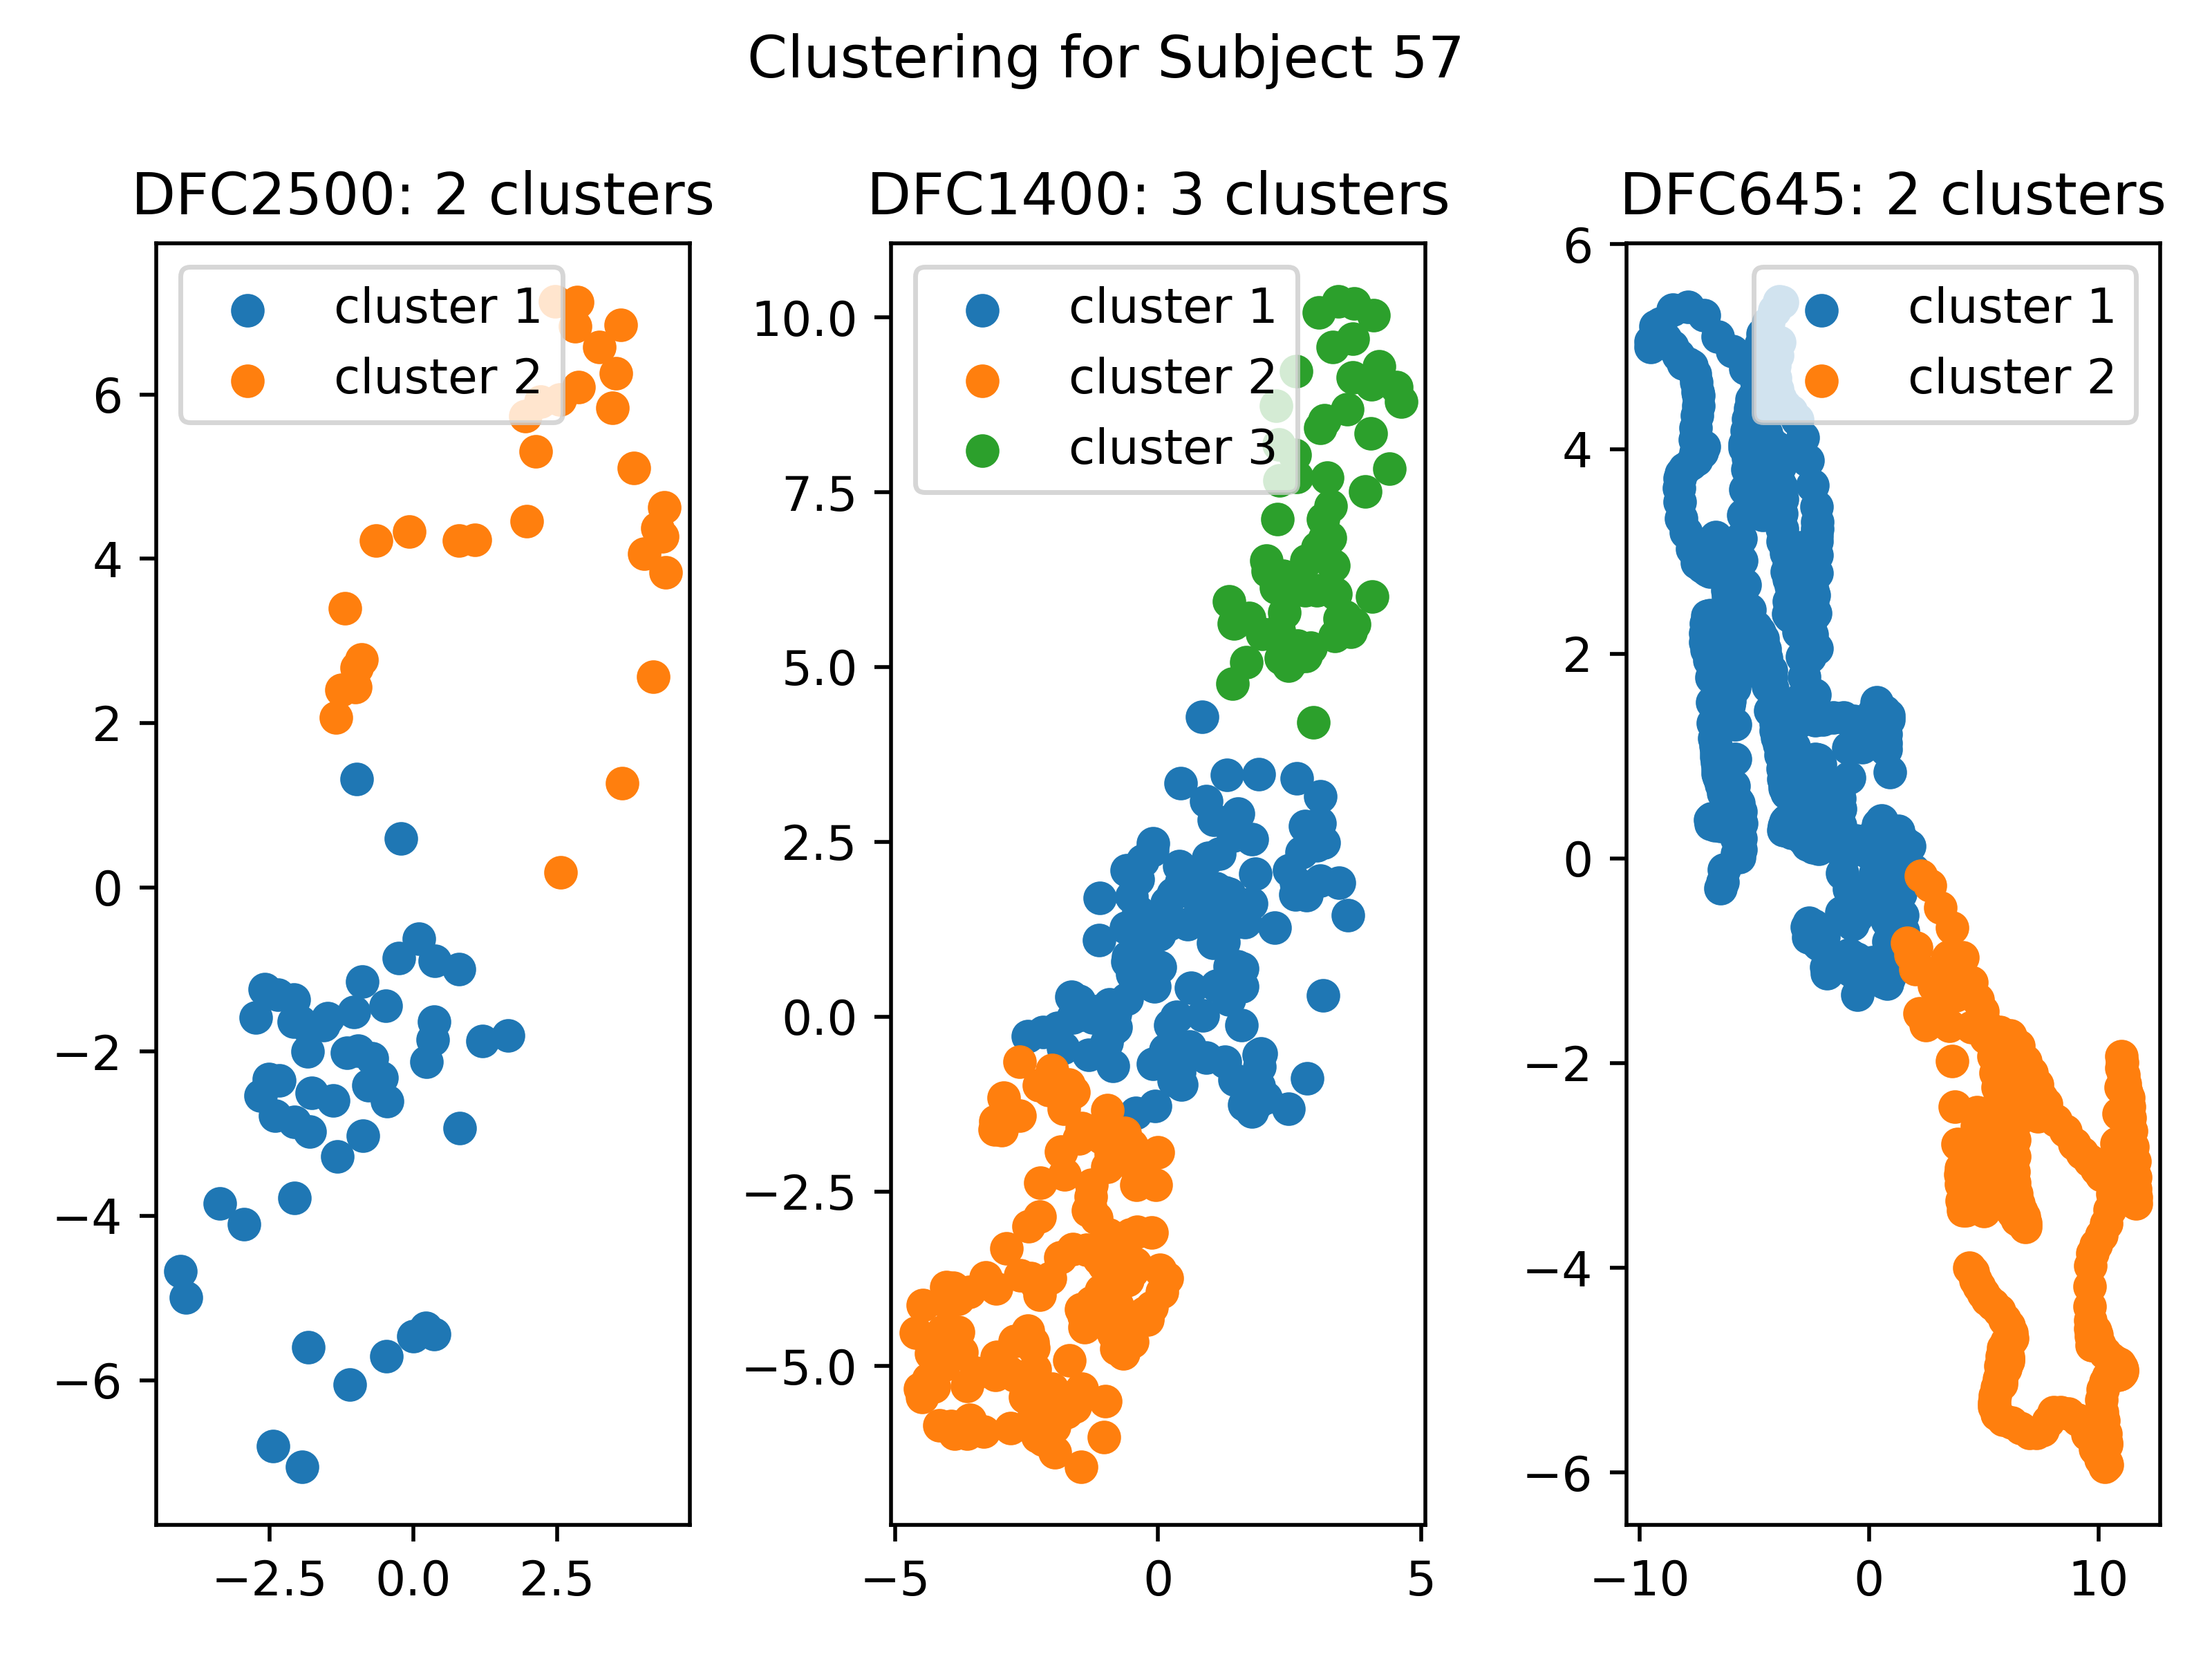 Clustering for Subject 57
DFC2500: 2 clusters
cluster 1
cluster 2
6
4
2
0
−2
−4
−6
−2.5 0.0 2.5
DFC1400: 3 clusters
cluster 1
cluster 2
cluster 3
10.0
7.5
5.0
2.5
0.0
−2.5
−5.0
−5 0 5
DFC645: 2 clusters
cluster 1
cluster 2
6
4
2
0
−2
−4
−6
−10 0 10